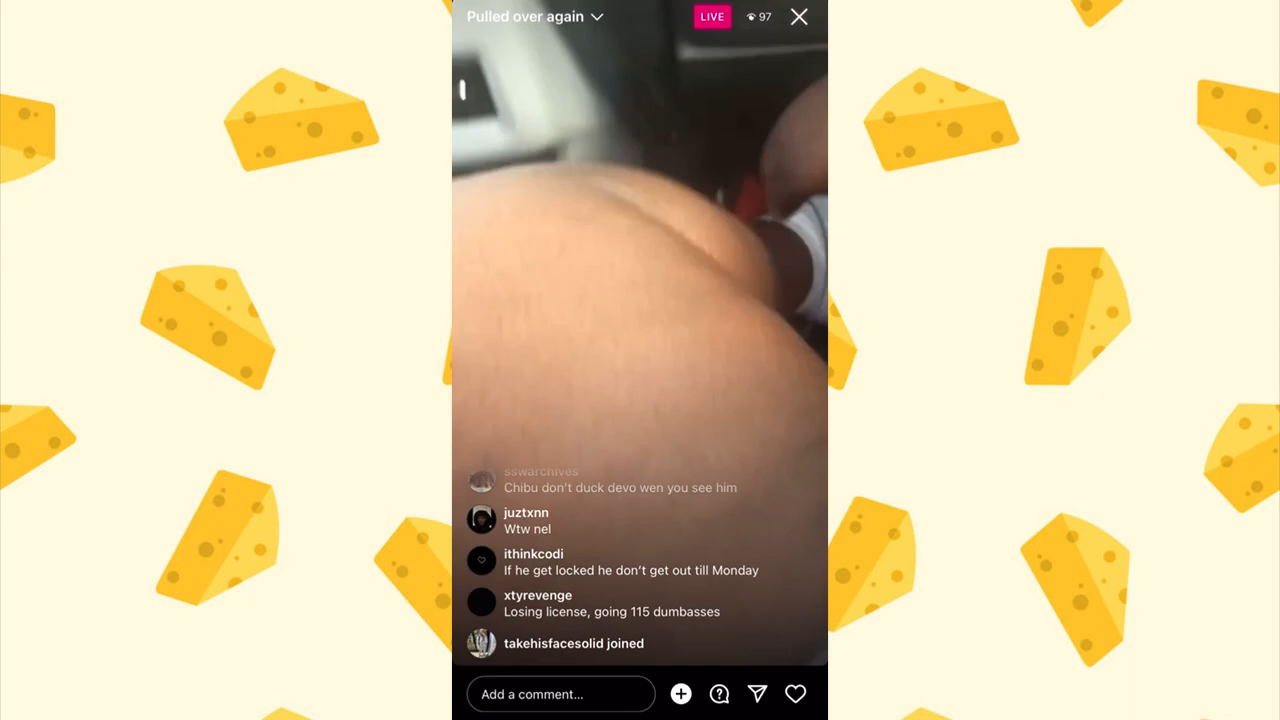 Pulled over again
LIVE
97
sswarchives
Chibu don't duck devo wen you see him
juztxnn
Wtw nel
ithinkcodi
If he get locked he don't get out till Monday
xtyrevenge
Losing license, going 115 dumbasses
takehisfacesolid joined
Add a comment...